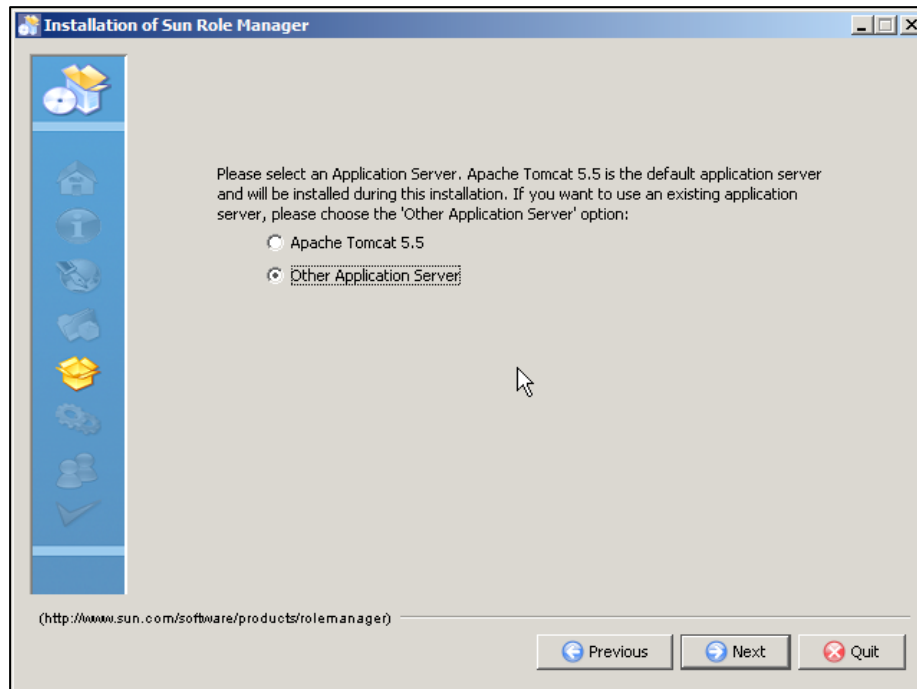 Installation of Sun Role Manager
Please select an Application Server. Apache Tomcat 5.5 is the default application server
and will be installed during this installation. If you want to use an existing application
server, please choose the 'Other Application Server' option:
Apache Tomcat 5.5
Other Application Server
(http://www.sun.com/software/products/rolemanager)
Previous
Next
Quit